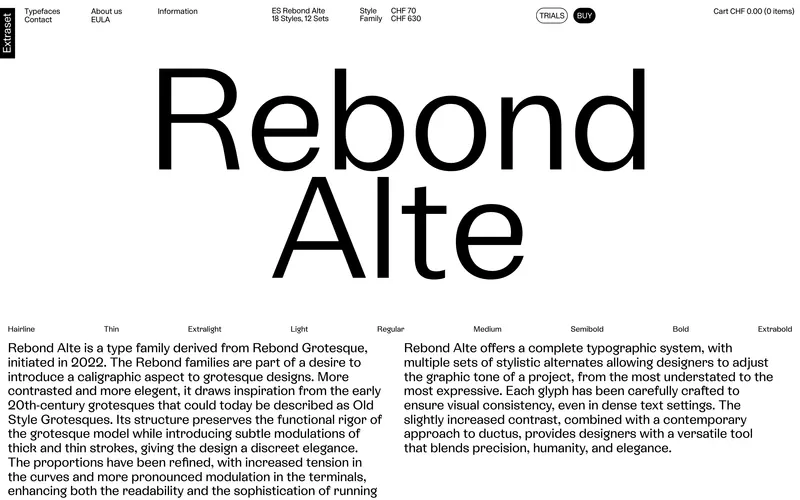 Extraset
Typefaces
Contact
About us
EULA
Information
ES Rebond Alte
18 Styles, 12 Sets
Style CHF 70
Family CHF 630
TRIALS
BUY
Cart CHF 0.00 (0 items)
Rebond
Alte
Hairline Thin Extralight Light Regular Medium Semibold Bold Extrabold
Rebond Alte is a type family derived from Rebond Grotesque,
initiated in 2022. The Rebond families are part of a desire to
introduce a caligraphic aspect to grotesque designs. More
contrasted and more elegent, it draws inspiration from the early
20th-century grotesques that could today be described as Old
Style Grotesques. Its structure preserves the functional rigor of
the grotesque model while introducing subtle modulations of
thick and thin strokes, giving the design a discreet elegance.
The proportions have been refined, with increased tension in
the curves and more pronounced modulation in the terminals,
enhancing both the readability and the sophistication of running
Rebond Alte offers a complete typographic system, with
multiple sets of stylistic alternates allowing designers to adjust
the graphic tone of a project, from the most understated to the
most expressive. Each glyph has been carefully crafted to
ensure visual consistency, even in dense text settings. The
slightly increased contrast, combined with a contemporary
approach to ductus, provides designers with a versatile tool
that blends precision, humanity, and elegance.